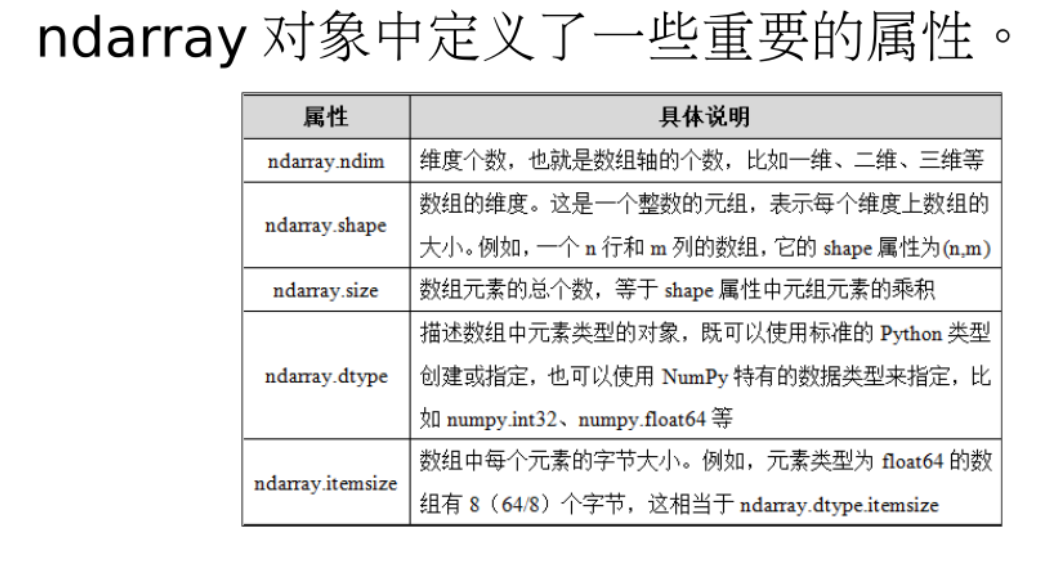 ndarray 对象中定义了一些重要的属性。
属性 具体说明
ndarray.ndim 维度个数，也就是数组轴的个数，比如一维、二维、三维等
ndarray.shape 数组的维度。这是一个整数的元组，表示每个维度上数组的
大小。例如，一个 n 行和 m 列的数组，它的 shape 属性为(n,m)
ndarray.size 数组元素的总个数，等于 shape 属性中元组元素的乘积
ndarray.dtype 描述数组中元素类型的对象，既可以使用标准的 Python 类型
创建或指定，也可以使用 NumPy 特有的数据类型来指定，比
如 numpy.int32、numpy.float64 等
ndarray.itemsize 数组中每个元素的字节大小。例如，元素类型为 float64 的数
组有 8（64/8）个字节，这相当于 ndarray.dtype.itemsize